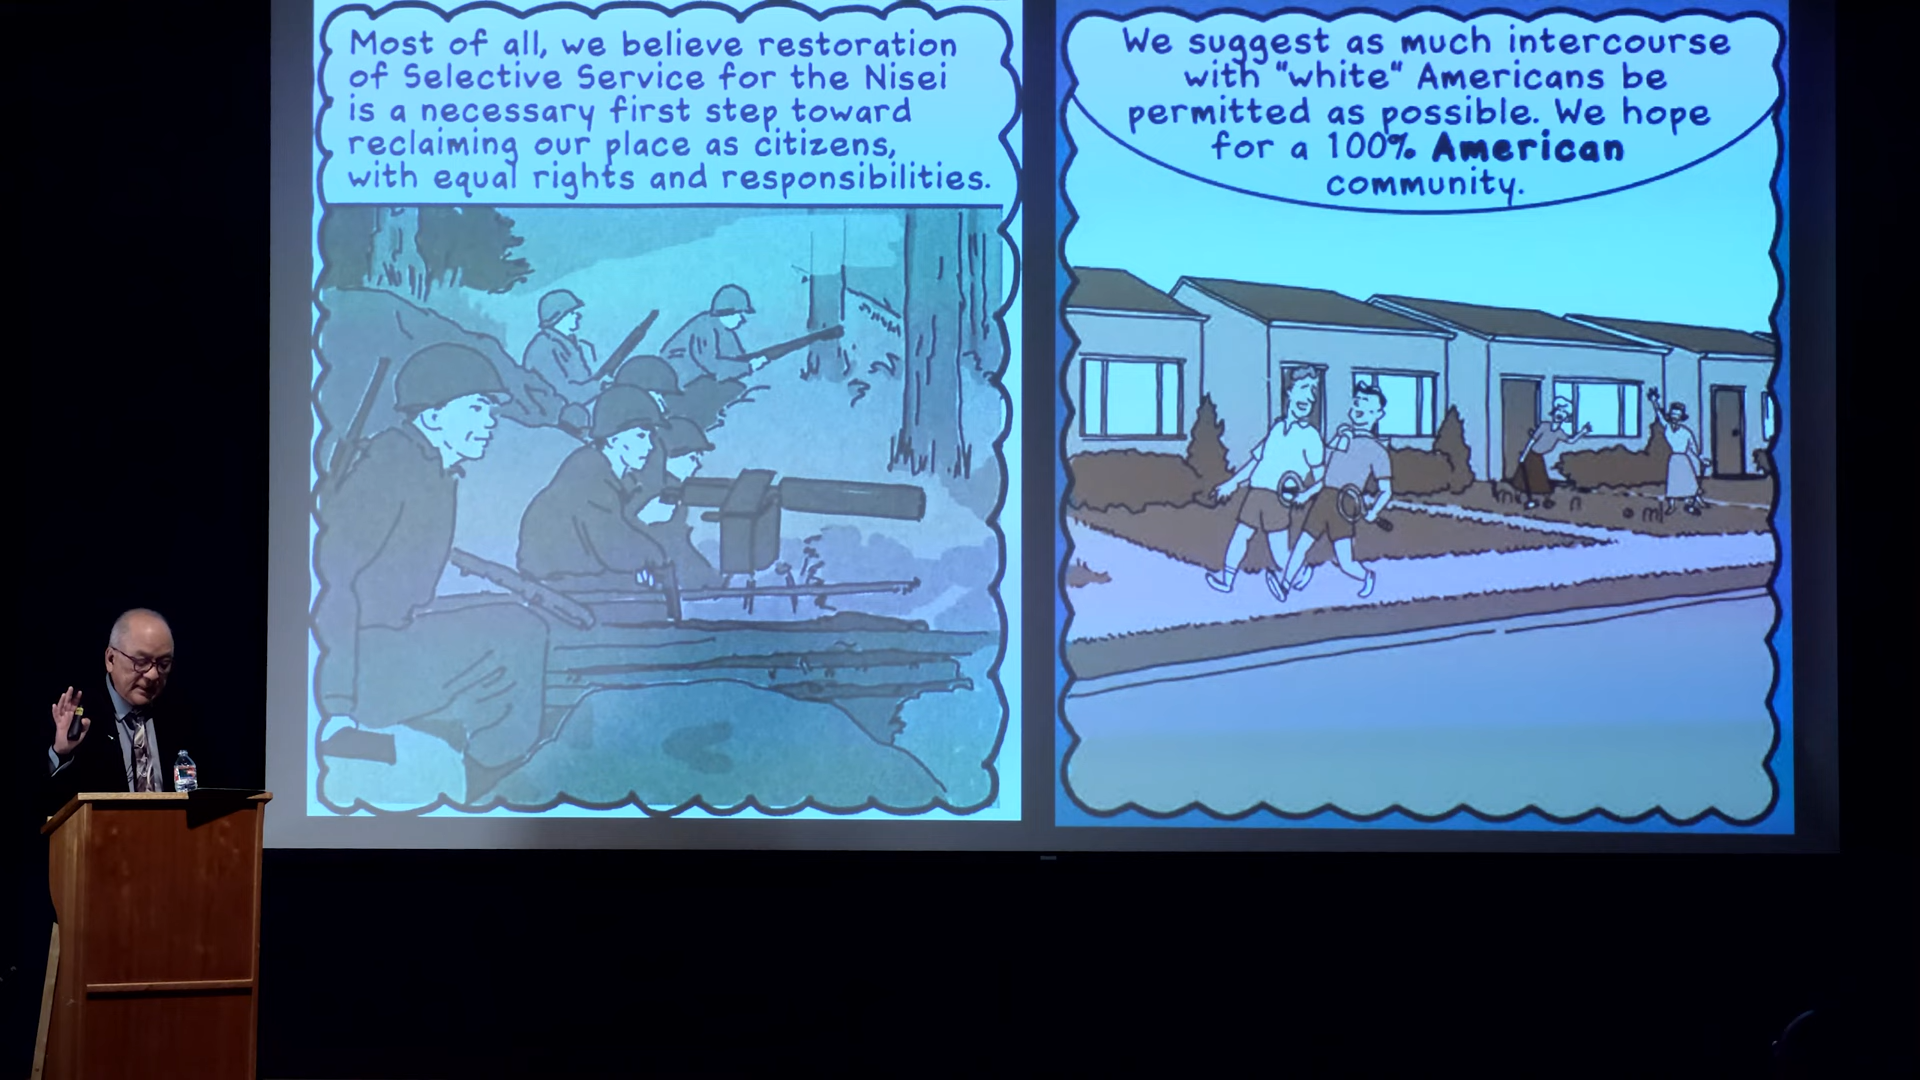 Most of all, we believe restoration
of Selective Service for the Nisei
is a necessary first step toward
reclaiming our place as citizens,
with equal rights and responsibilities.
We suggest as much intercourse
with "white" Americans be
permitted as possible. We hope
for a 100% American
community.